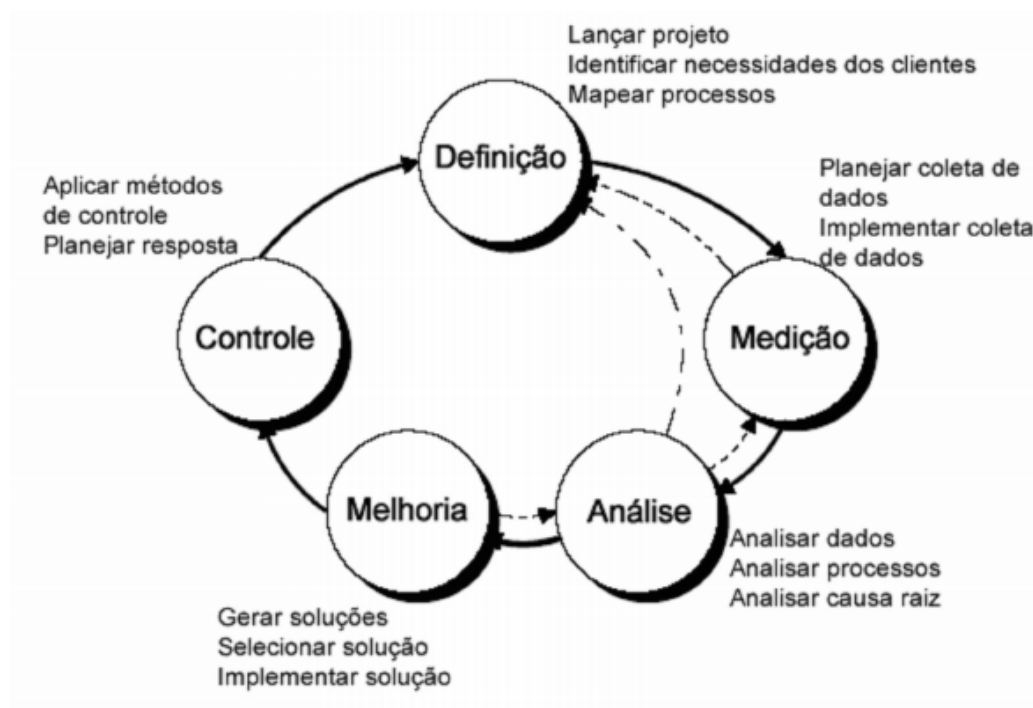 Lançar projeto
Identificar necessidades dos clientes
Mapear processos
Definição
Planejar coleta de
dados
Implementar coleta
de dados
Medição
Análise
Analisar dados
Analisar processos
Analisar causa raiz
Melhoria
Gerar soluções
Selecionar solução
Implementar solução
Controle
Aplicar métodos
de controle
Planejar resposta